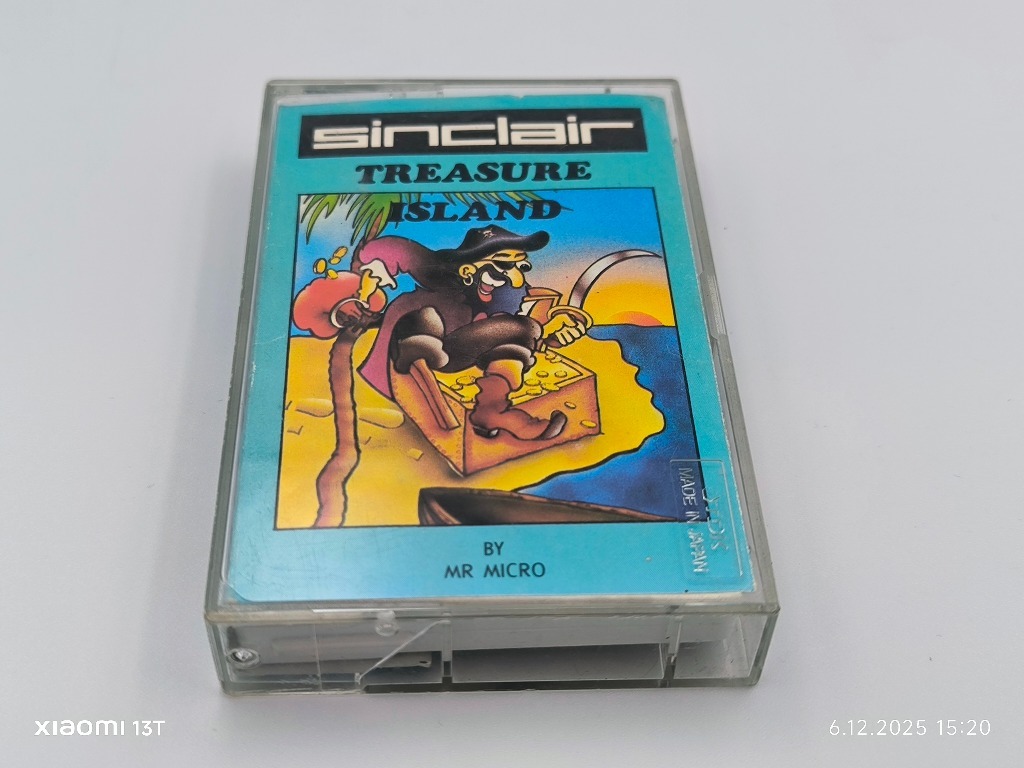 sinclair
TREASURE
ISLAND
MADE IN JAPAN
BY
MR MICRO
xiaomi 13T
6.12.2025 15:20